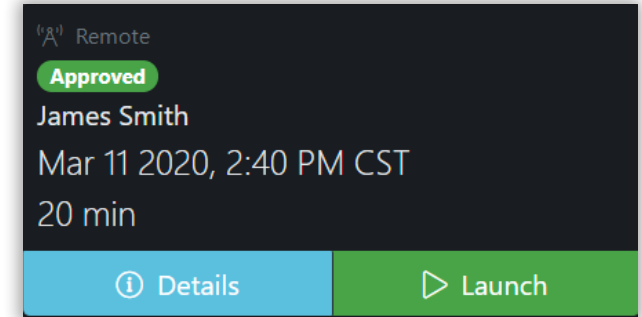 Remote
Approved
James Smith
Mar 11 2020, 2:40 PM CST
20 min
Details
Launch